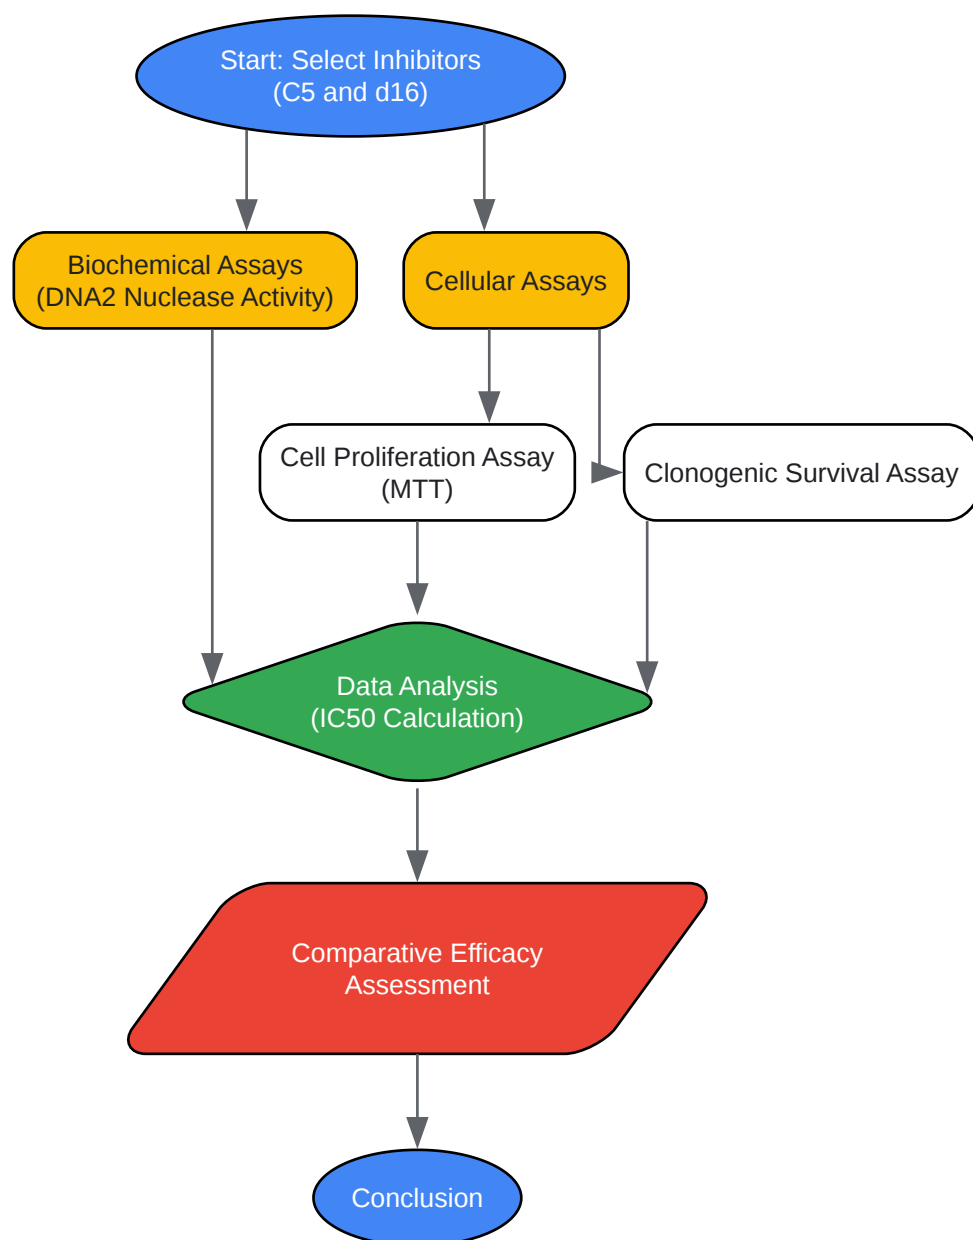 Start: Select Inhibitors
(C5 and d16)
Biochemical Assays
(DNA2 Nuclease Activity)
Cellular Assays
Cell Proliferation Assay
(MTT)
Clonogenic Survival Assay
Data Analysis
(IC50 Calculation)
Comparative Efficacy
Assessment
Conclusion